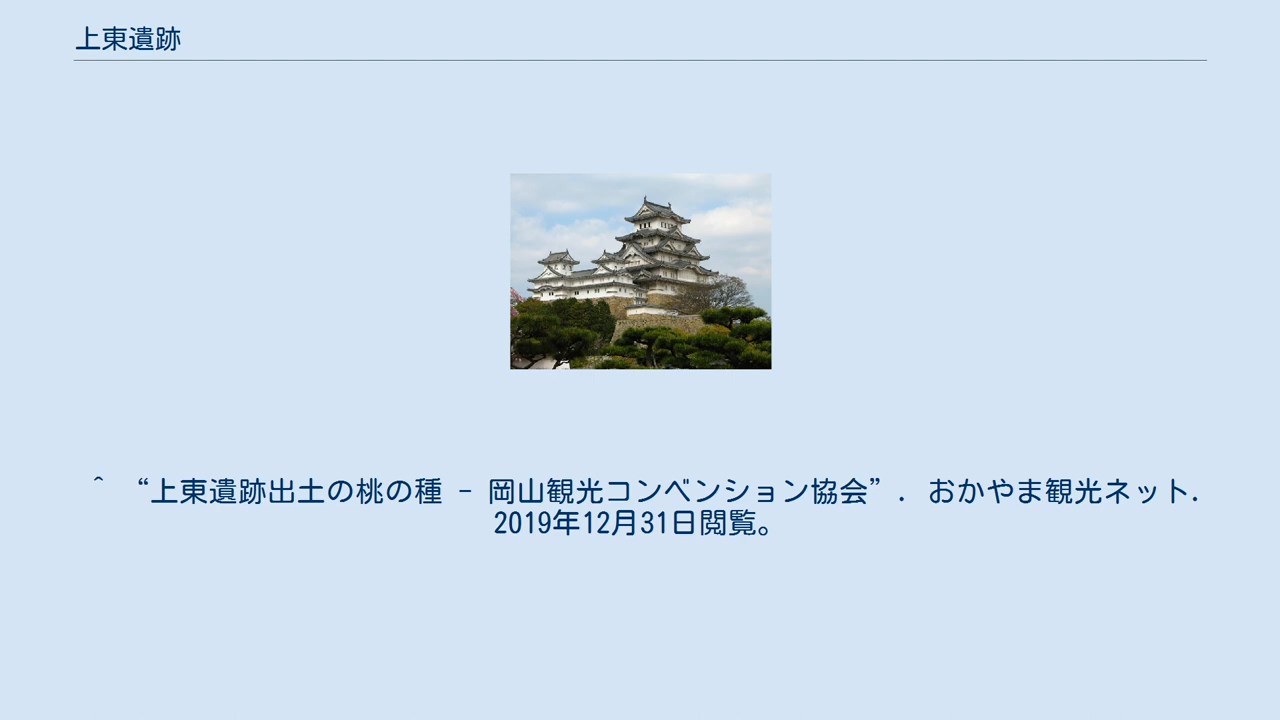 上東遺跡
^ “上東遺跡出土の桃の種 - 岡山観光コンベンション協会”. おかやま観光ネット.
2019年12月31日閲覧。